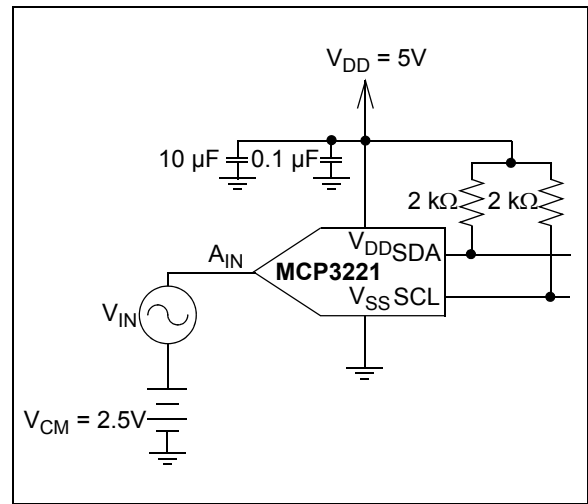 V_DD = 5V
10 µF 0.1 µF
2 kΩ 2 kΩ
A_IN
V_DD SDA
MCP3221
V_SS SCL
V_IN
V_CM = 2.5V